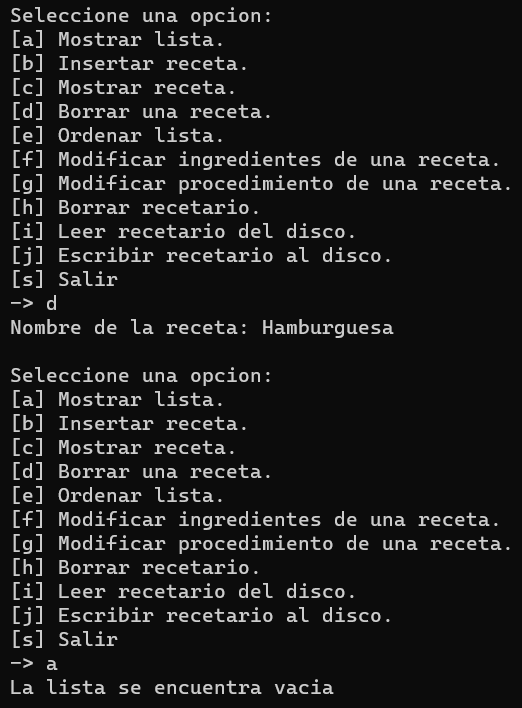 Seleccione una opcion:
[a] Mostrar lista.
[b] Insertar receta.
[c] Mostrar receta.
[d] Borrar una receta.
[e] Ordenar lista.
[f] Modificar ingredientes de una receta.
[g] Modificar procedimiento de una receta.
[h] Borrar recetario.
[i] Leer recetario del disco.
[j] Escribir recetario al disco.
[s] Salir
-> d
Nombre de la receta: Hamburguesa

Seleccione una opcion:
[a] Mostrar lista.
[b] Insertar receta.
[c] Mostrar receta.
[d] Borrar una receta.
[e] Ordenar lista.
[f] Modificar ingredientes de una receta.
[g] Modificar procedimiento de una receta.
[h] Borrar recetario.
[i] Leer recetario del disco.
[j] Escribir recetario al disco.
[s] Salir
-> a
La lista se encuentra vacia